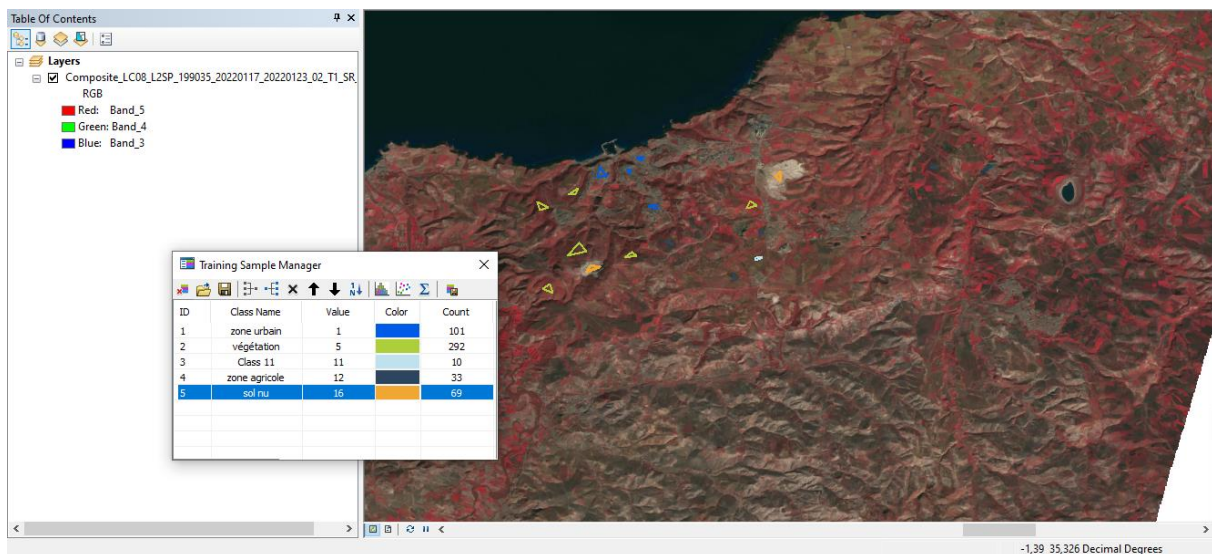 Table Of Contents
Layers
Composite_LC08_L2SP_199035_20220117_20220123_02_T1_SR_
RGB
Red: Band_5
Green: Band_4
Blue: Band_3
Training Sample Manager
ID Class Name Value Color Count
1 zone urbain 1 101
2 végétation 5 292
3 Class 11 11 10
4 zone agricole 12 33
5 sol nu 16 69
-1,39 35,326 Decimal Degrees